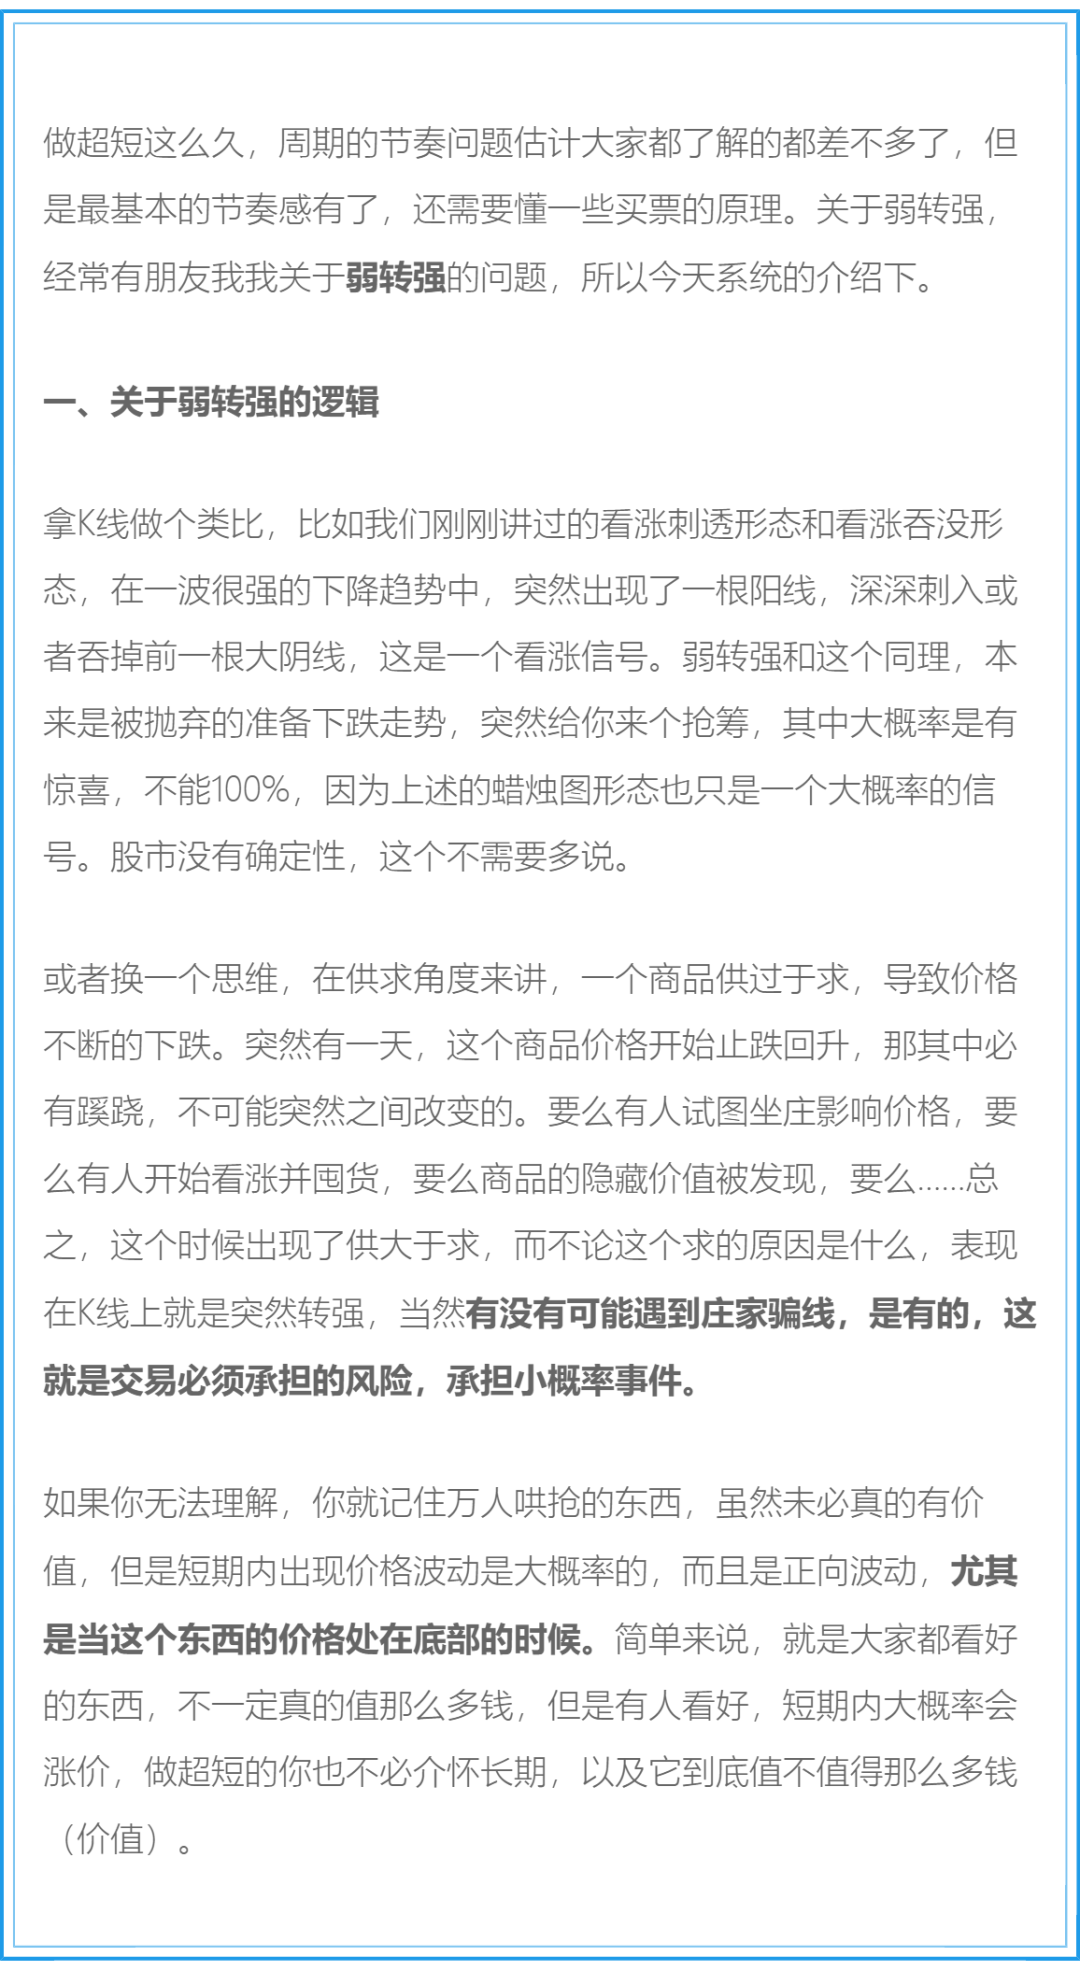 做超短这么久，周期的节奏问题估计大家都了解的都差不多了，但
是最基本的节奏感有了，还需要懂一些买票的原理。关于弱转强，
经常有朋友我我关于弱转强的问题，所以今天系统的介绍下。
一、关于弱转强的逻辑
拿K线做个类比，比如我们刚刚讲过的看涨刺透形态和看涨吞没形
态，在一波很强的下降趋势中，突然出现了一根阳线，深深刺入或
者吞掉前一根大阴线，这是一个看涨信号。弱转强和这个同理，本
来是被抛弃的准备下跌走势，突然给你来个抢筹，其中大概率是有
惊喜，不能100%，因为上述的蜡烛图形态也只是一个大概率的信
号。股市没有确定性，这个不需要多说。
或者换一个思维，在供求角度来讲，一个商品供过于求，导致价格
不断的下跌。突然有一天，这个商品价格开始止跌回升，那其中必
有蹊跷，不可能突然之间改变的。要么有人试图坐庄影响价格，要
么有人开始看涨并囤货，要么商品的隐藏价值被发现，要么......总
之，这个时候出现了供大于求，而不论这个求的原因是什么，表现
在K线上就是突然转强，当然有没有可能遇到庄家骗线，是有的，这
就是交易必须承担的风险，承担小概率事件。
如果你无法理解，你就记住万人哄抢的东西，虽然未必真的有价
值，但是短期内出现价格波动是大概率的，而且是正向波动，尤其
是当这个东西的价格处在底部的时候。简单来说，就是大家都看好
的东西，不一定真的值那么多钱，但是有人看好，短期内大概率会
涨价，做超短的你也不必介怀长期，以及它到底值不值得那么多钱
（价值）。